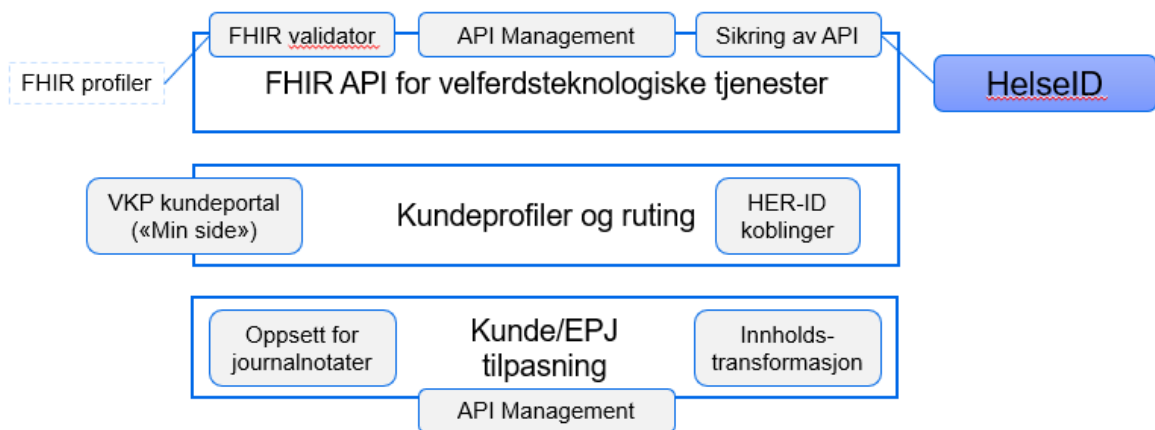 FHIR validator
API Management
Sikring av API
FHIR profiler
FHIR API for velferdsteknologiske tjenester
HelseID
VKP kundeportal
(«Min side»)
Kundeprofiler og ruting
HER-ID
koblinger
Oppsett for
journalnotater
Kunde/EPJ
tilpasning
Innholds-
transformasjon
API Management